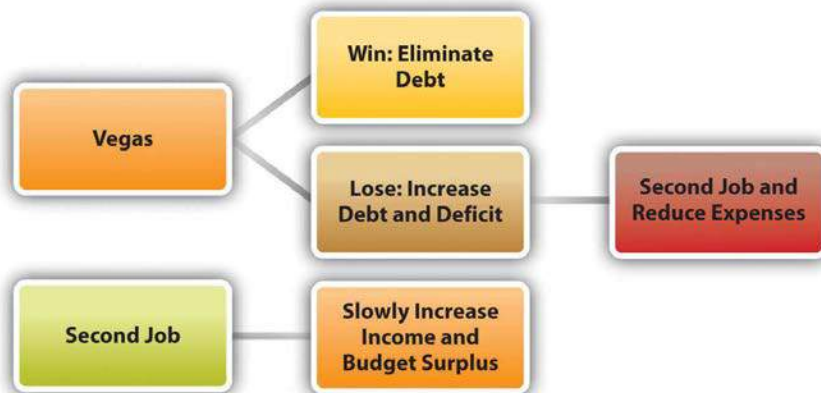 Win: Eliminate
Debt
Vegas
Lose: Increase
Debt and Deficit
Second Job and
Reduce Expenses
Second Job
Slowly Increase
Income and
Budget Surplus